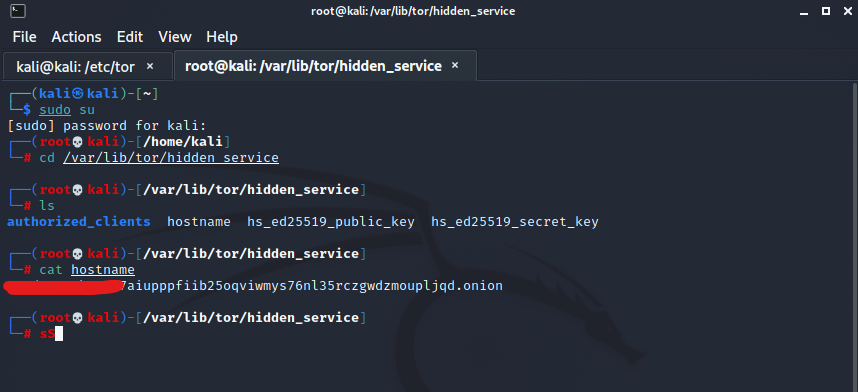 root@kali: /var/lib/tor/hidden_service
File Actions Edit View Help
kali@kali: /etc/tor × root@kali: /var/lib/tor/hidden_service ×
┌──(kali㉿kali)-[~]
└─$ sudo su
[sudo] password for kali:
┌──(root💀kali)-[/home/kali]
└─# cd /var/lib/tor/hidden_service
┌──(root💀kali)-[/var/lib/tor/hidden_service]
└─# ls
authorized_clients hostname hs_ed25519_public_key hs_ed25519_secret_key
┌──(root💀kali)-[/var/lib/tor/hidden_service]
└─# cat hostname
7aiupppfiib25oqviwmys76nl35rczgwdzmoupljqd.onion
┌──(root💀kali)-[/var/lib/tor/hidden_service]
└─# sS